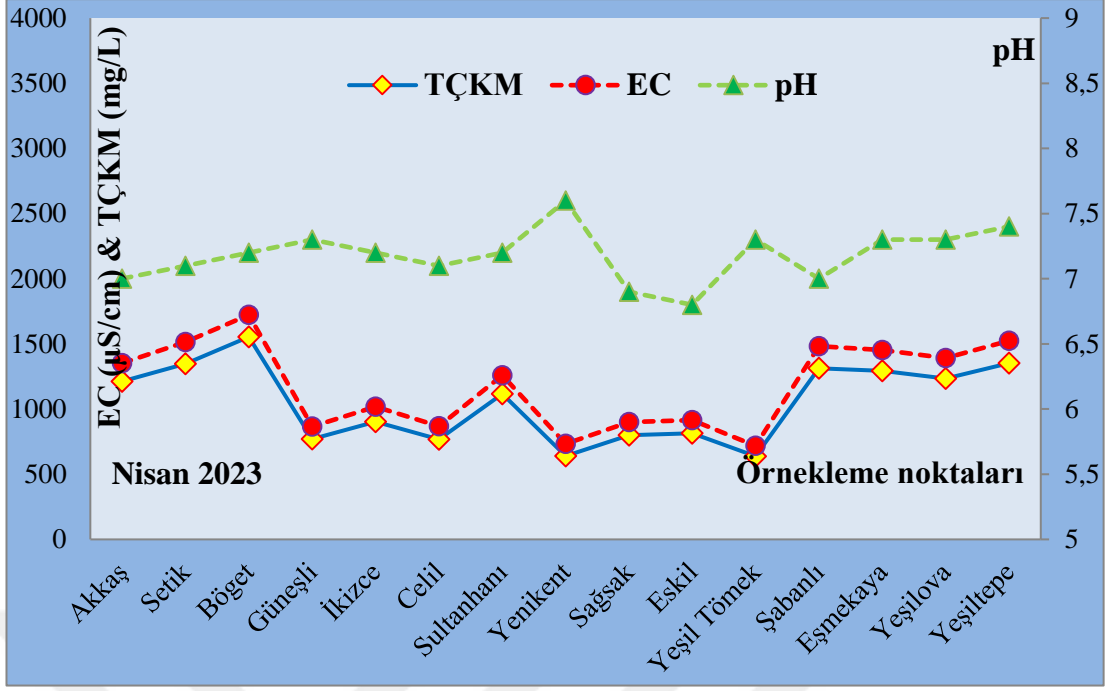 4000
3500
3000
2500
2000
1500
1000
500
0
EC (µS/cm) & TÇKM (mg/L)
TÇKM
EC
pH
pH
9
8,5
8
7,5
7
6,5
6
5,5
5
Nisan 2023
Örnekleme noktaları
Akkaş
Setik
Böget
Güneşli
İkizce
Celil
Sultanhanı
Yenikent
Sağsak
Eskil
Yeşil Tömek
Şabanlı
Eşmekaya
Yeşilova
Yeşiltepe